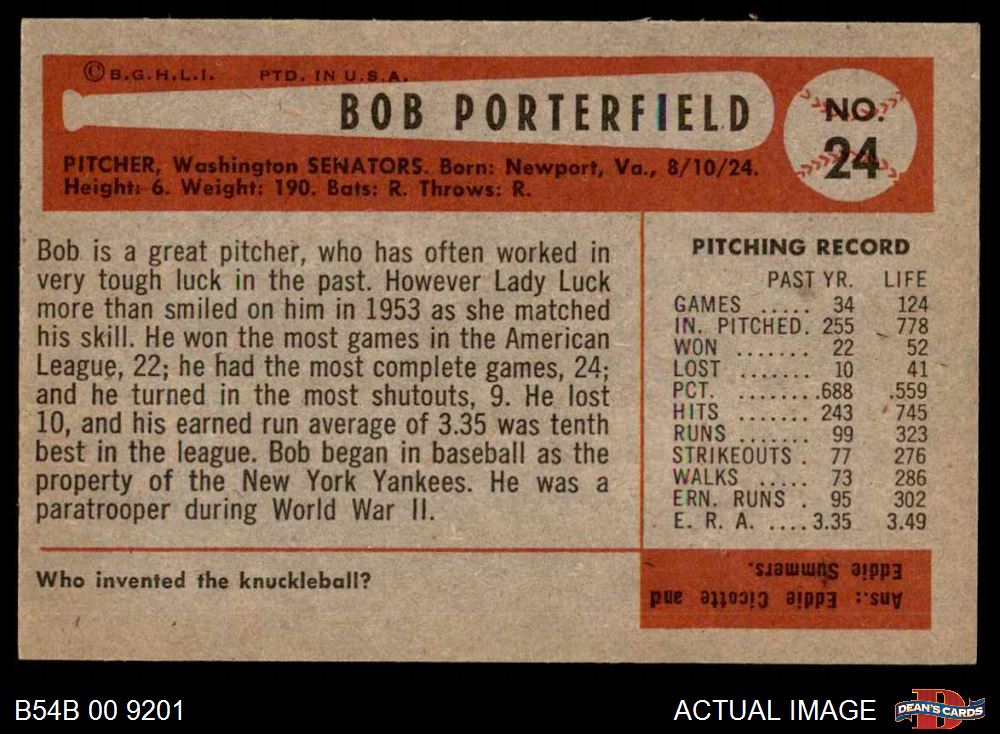 © B.G.H.L.I. PTD. IN U.S.A.
BOB PORTERFIELD
NO.
24
PITCHER, Washington SENATORS. Born: Newport, Va., 8/10/24.
Height: 6. Weight: 190. Bats: R. Throws: R.
Bob is a great pitcher, who has often worked in
very tough luck in the past. However Lady Luck
more than smiled on him in 1953 as she matched
his skill. He won the most games in the American
League, 22; he had the most complete games, 24;
and he turned in the most shutouts, 9. He lost
10, and his earned run average of 3.35 was tenth
best in the league. Bob began in baseball as the
property of the New York Yankees. He was a
paratrooper during World War II.
PITCHING RECORD
PAST YR. LIFE
GAMES ..... 34 124
IN. PITCHED. 255 778
WON ....... 22 52
LOST ....... 10 41
PCT. ........ .688 .559
HITS ....... 243 745
RUNS ....... 99 323
STRIKEOUTS . 77 276
WALKS ..... 73 286
ERN. RUNS . 95 302
E. R. A. .... 3.35 3.49
Who invented the knuckleball?
Ans.: Eddie Cicotte and
Eddie Summers.
B54B 00 9201
ACTUAL IMAGE
DEAN'S CARDS